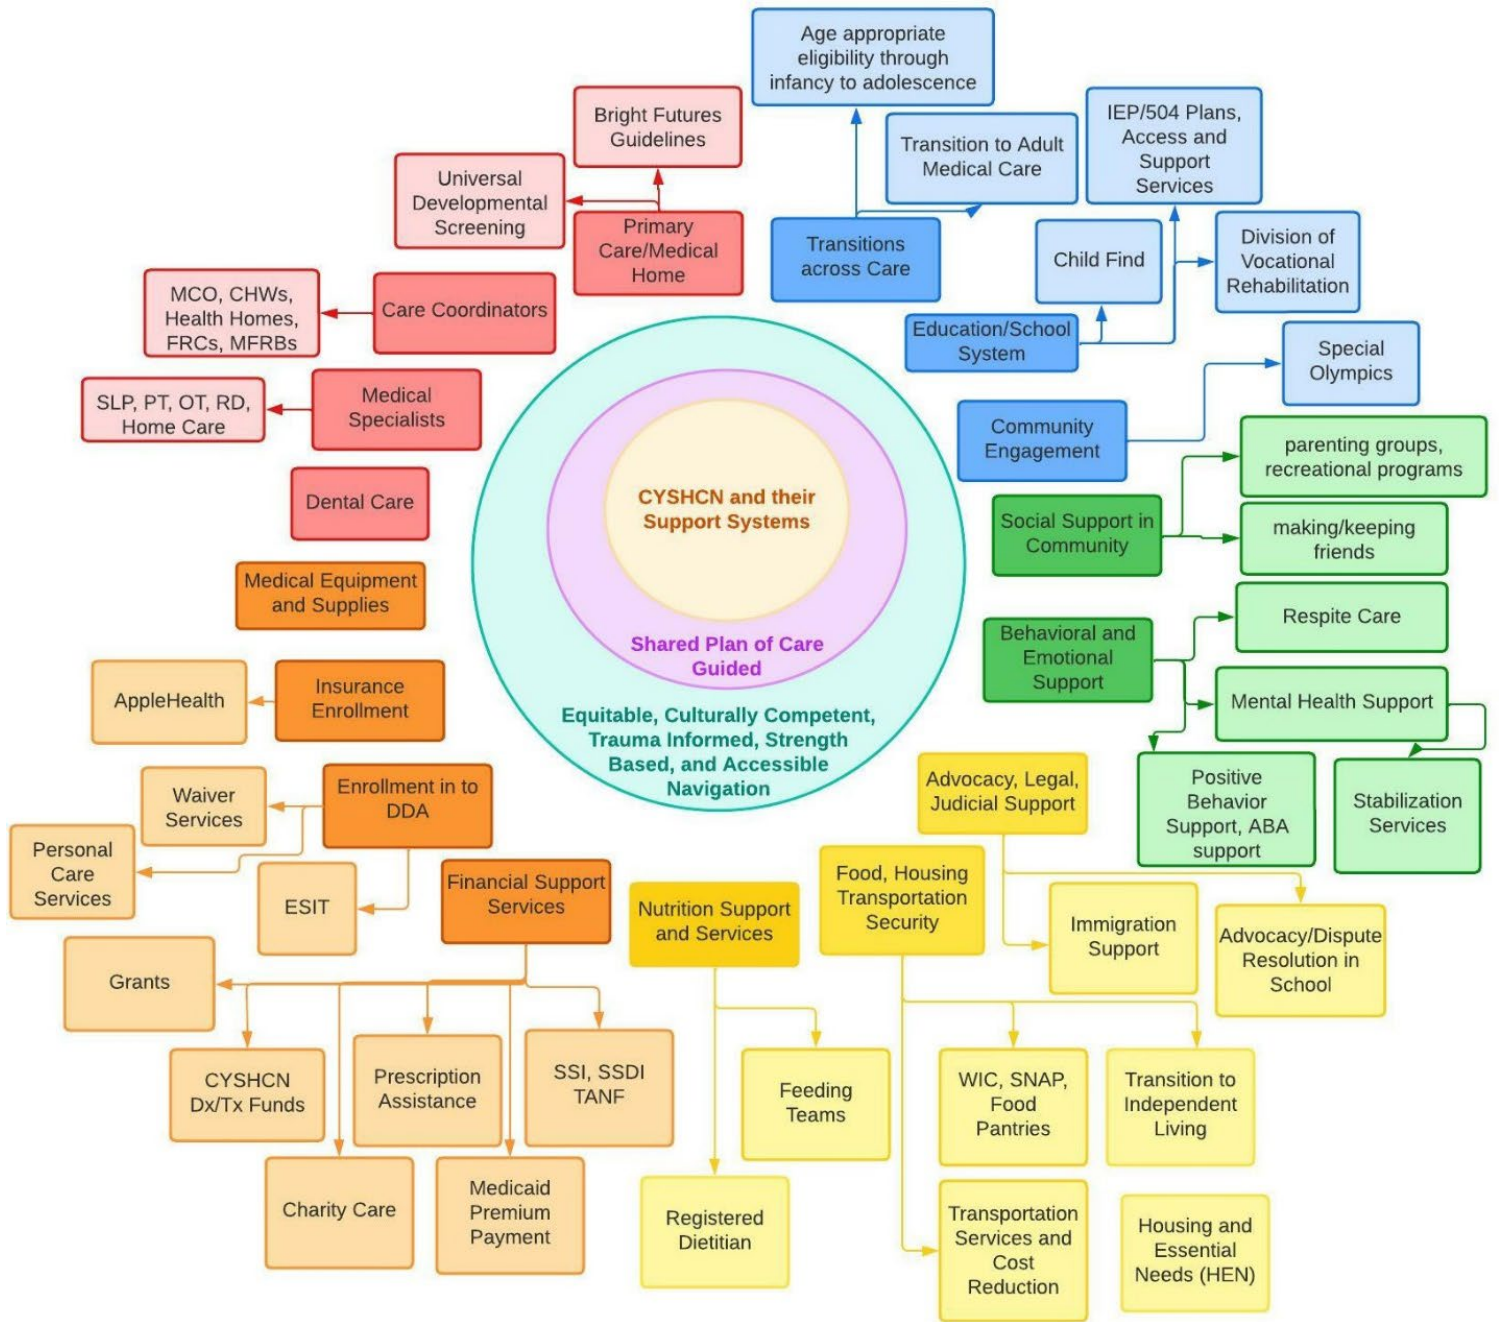 Age appropriate
eligibility through
infancy to adolescence
Bright Futures
Guidelines
IEP/504 Plans,
Access and
Support
Services
Transition to Adult
Medical Care
Universal
Developmental
Screening
Primary
Care/Medical
Home
Transitions
across Care
Child Find
Division of
Vocational
Rehabilitation
MCO, CHWs,
Health Homes,
FRCs, MFRBs
Care Coordinators
Education/School
System
Special
Olympics
SLP, PT, OT, RD,
Home Care
Medical
Specialists
Community
Engagement
parenting groups,
recreational programs
Dental Care
CYSHCN and their
Support Systems
Social Support in
Community
making/keeping
friends
Medical Equipment
and Supplies
Shared Plan of Care
Guided
Behavioral and
Emotional
Support
Respite Care
AppleHealth
Insurance
Enrollment
Equitable, Culturally Competent,
Trauma Informed, Strength
Based, and Accessible
Navigation
Mental Health Support
Waiver
Services
Enrollment in to
DDA
Advocacy, Legal,
Judicial Support
Positive
Behavior
Support, ABA
support
Stabilization
Services
Personal
Care
Services
ESIT
Financial Support
Services
Nutrition Support
and Services
Food, Housing
Transportation
Security
Immigration
Support
Advocacy/Dispute
Resolution in
School
Grants
CYSHCN
Dx/Tx Funds
Prescription
Assistance
SSI, SSDI
TANF
Feeding
Teams
WIC, SNAP,
Food
Pantries
Transition to
Independent
Living
Charity Care
Medicaid
Premium
Payment
Registered
Dietitian
Transportation
Services and
Cost
Reduction
Housing and
Essential
Needs (HEN)